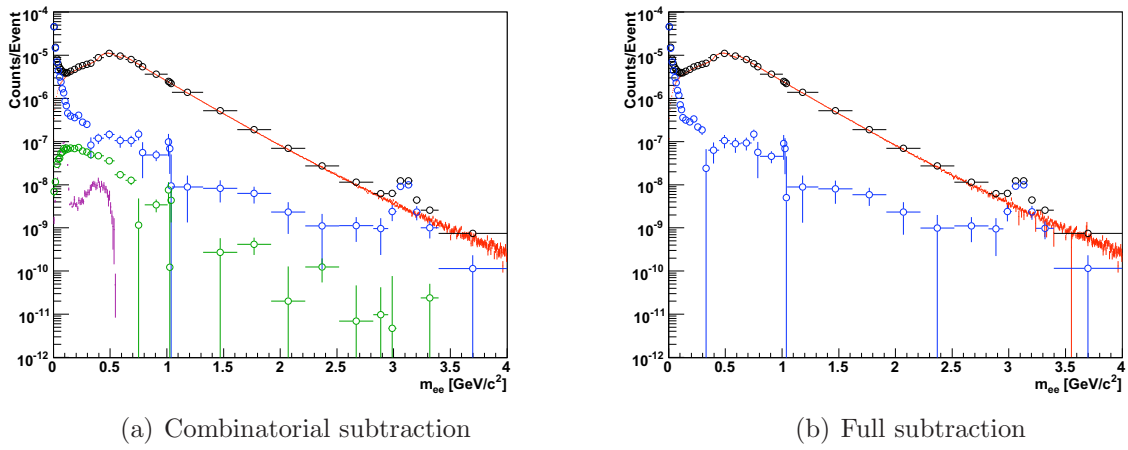 Counts/Event
10⁻⁴
10⁻⁵
10⁻⁶
10⁻⁷
10⁻⁸
10⁻⁹
10⁻¹⁰
10⁻¹¹
10⁻¹²
0 0.5 1 1.5 2 2.5 3 3.5 4
m_ee [GeV/c²]
(a) Combinatorial subtraction
Counts/Event
10⁻⁴
10⁻⁵
10⁻⁶
10⁻⁷
10⁻⁸
10⁻⁹
10⁻¹⁰
10⁻¹¹
10⁻¹²
0 0.5 1 1.5 2 2.5 3 3.5 4
m_ee [GeV/c²]
(b) Full subtraction